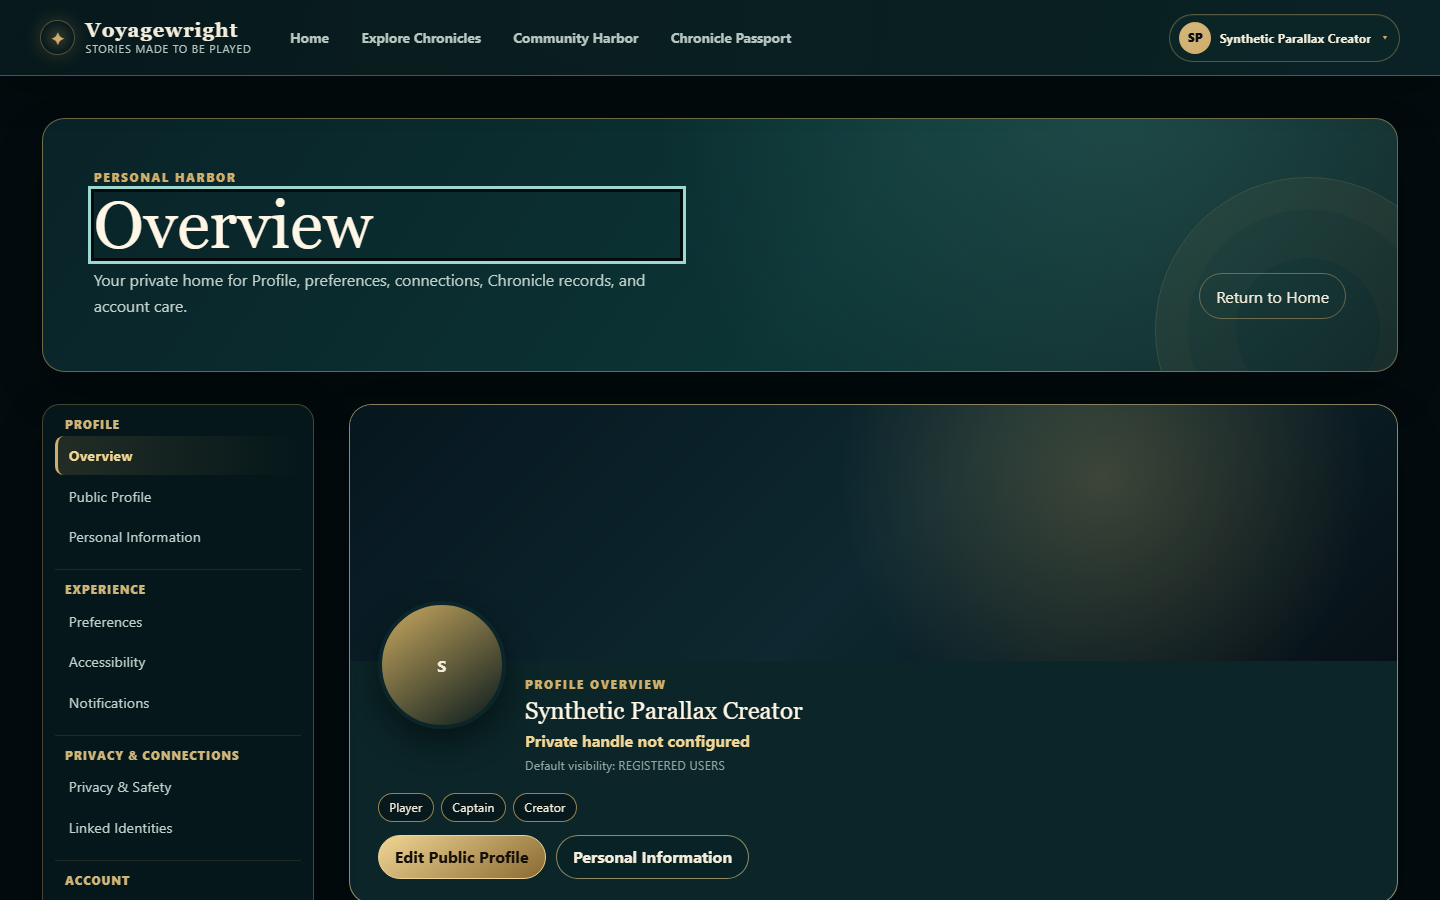 Voyagewright
STORIES MADE TO BE PLAYED
Home
Explore Chronicles
Community Harbor
Chronicle Passport
SP
Synthetic Parallax Creator
PERSONAL HARBOR
Overview
Your private home for Profile, preferences, connections, Chronicle records, and
account care.
Return to Home
PROFILE
Overview
Public Profile
Personal Information
EXPERIENCE
Preferences
Accessibility
Notifications
PRIVACY & CONNECTIONS
Privacy & Safety
Linked Identities
ACCOUNT
S
PROFILE OVERVIEW
Synthetic Parallax Creator
Private handle not configured
Default visibility: REGISTERED USERS
Player
Captain
Creator
Edit Public Profile
Personal Information